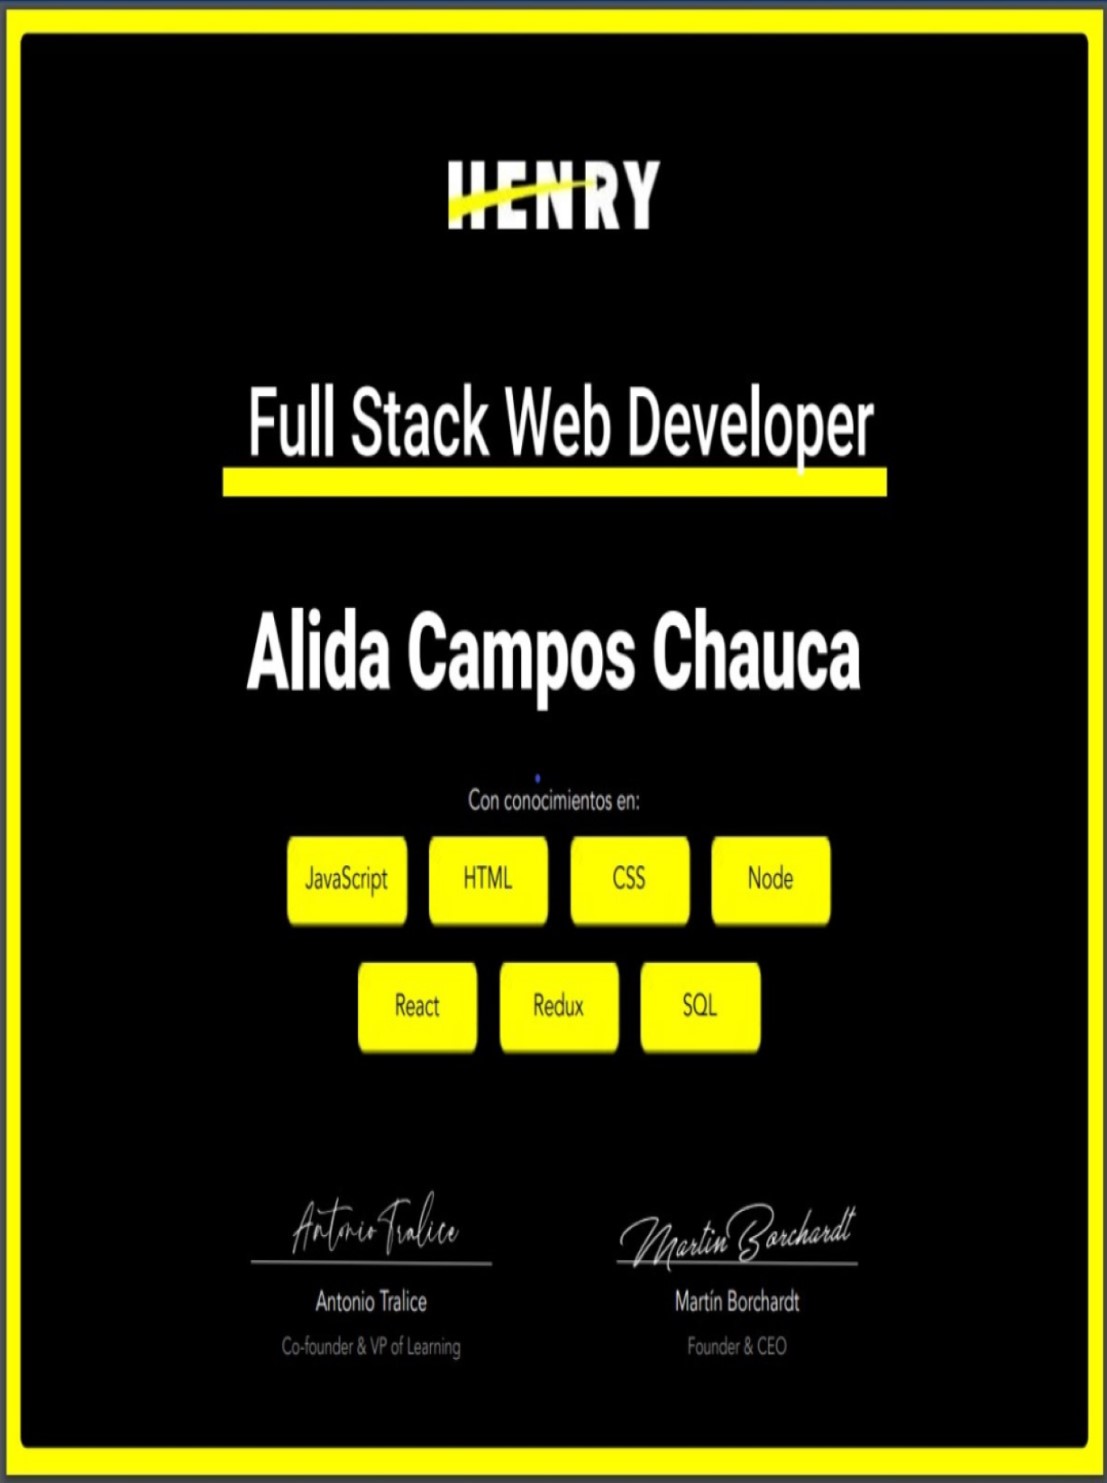 HENRY
Full Stack Web Developer
Alida Campos Chauca
Con conocimientos en:
JavaScript HTML CSS Node
React Redux SQL
Antonio Tralice Martin Borchardt
Antonio Tralice Martín Borchardt
Co-founder & VP of Learning Founder & CEO